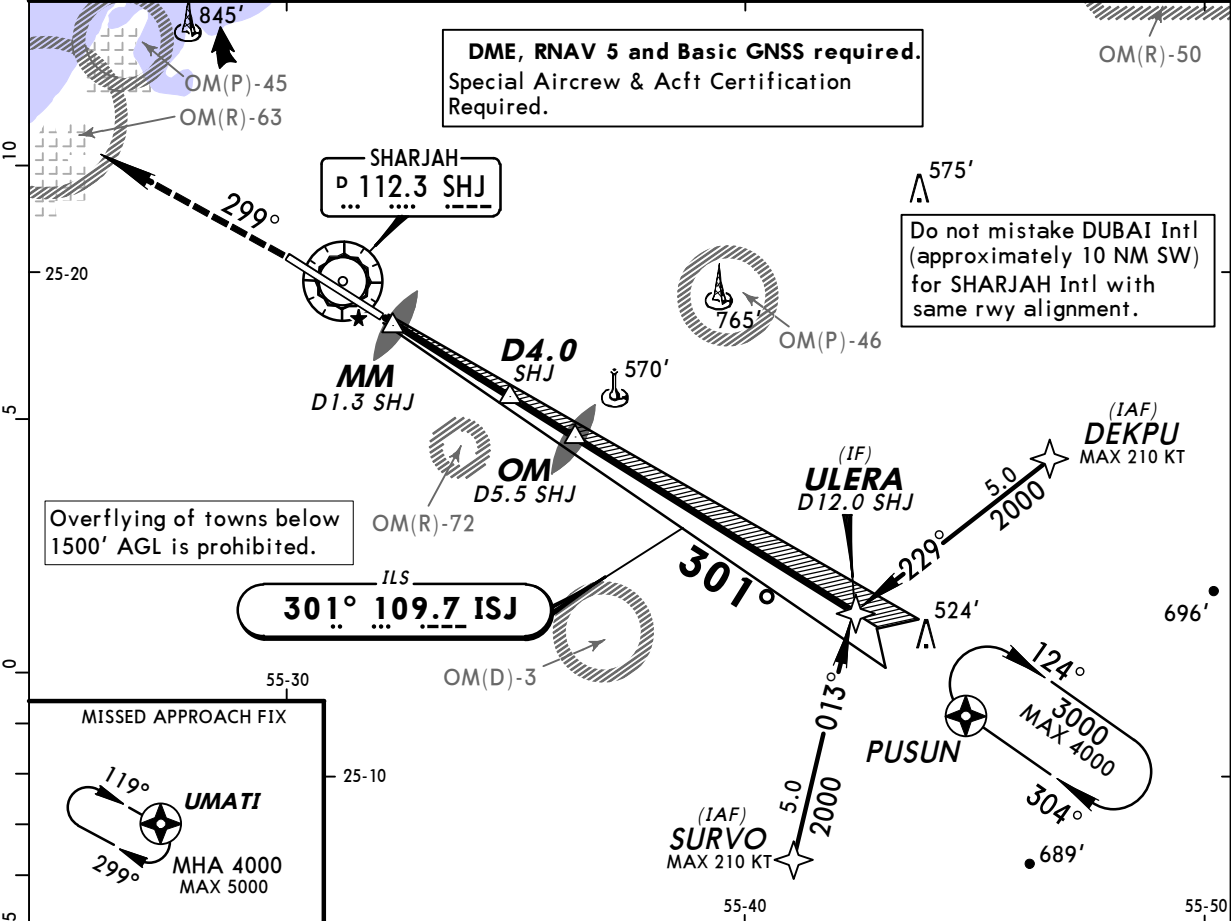 845'
DME, RNAV 5 and Basic GNSS required.
Special Aircrew & Acft Certification
Required.
OM(R)-50
OM(P)-45
OM(R)-63
10
SHARJAH
D 112.3 SHJ
299°
575'
Do not mistake DUBAI Intl
(approximately 10 NM SW)
for SHARJAH Intl with
same rwy alignment.
25-20
765'
OM(P)-46
D4.0
SHJ
MM
D1.3 SHJ
570'
5
(IAF)
DEKPU
MAX 210 KT
OM
D5.5 SHJ
(IF)
ULERA
D12.0 SHJ
5.0
2000
229°
OM(R)-72
Overflying of towns below
1500' AGL is prohibited.
301°
ILS
301° 109.7 ISJ
524'
696'
OM(D)-3
0
55-30
013°
5.0
2000
124°
3000
MAX 4000
304°
PUSUN
MISSED APPROACH FIX
25-10
119°
UMATI
299°
MHA 4000
MAX 5000
(IAF)
SURVO
MAX 210 KT
689'
5
55-40
55-50